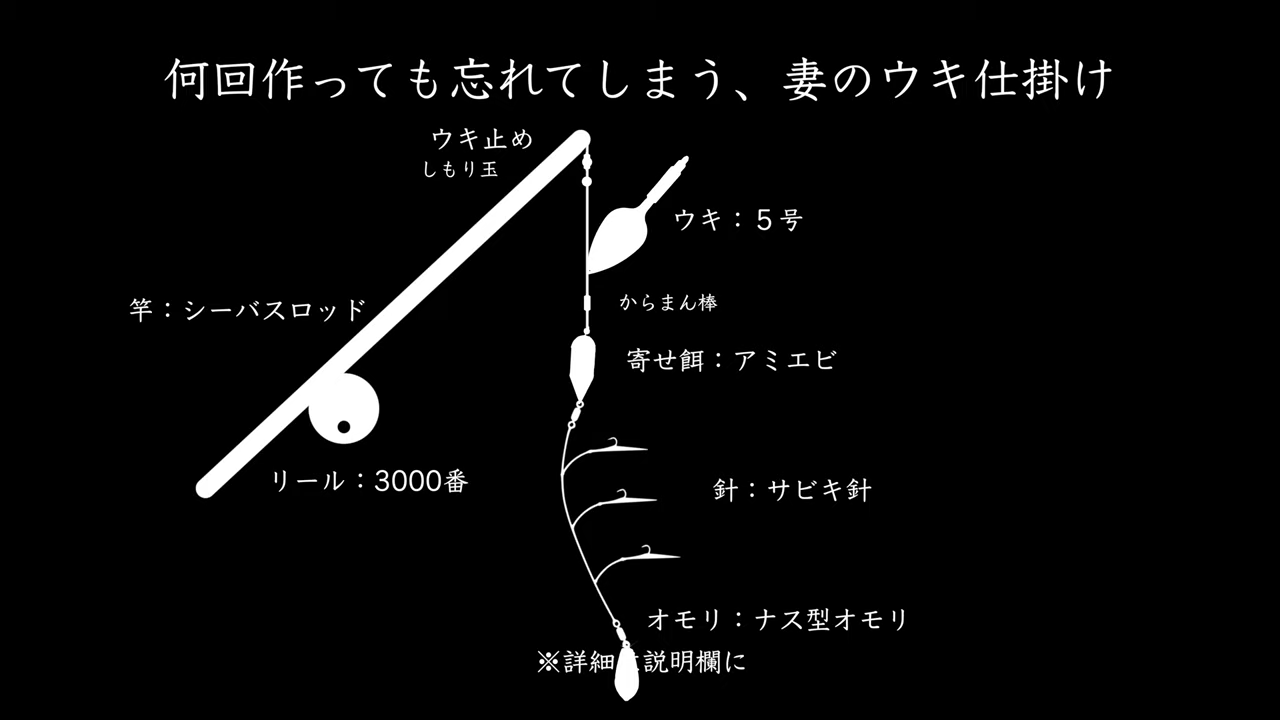 何回作っても忘れてしまう、妻のウキ仕掛け
ウキ止め
しもり玉
ウキ：5号
からまん棒
竿：シーバスロッド
寄せ餌：アミエビ
リール：3000番
針：サビキ針
オモリ：ナス型オモリ
※詳細 説明欄に